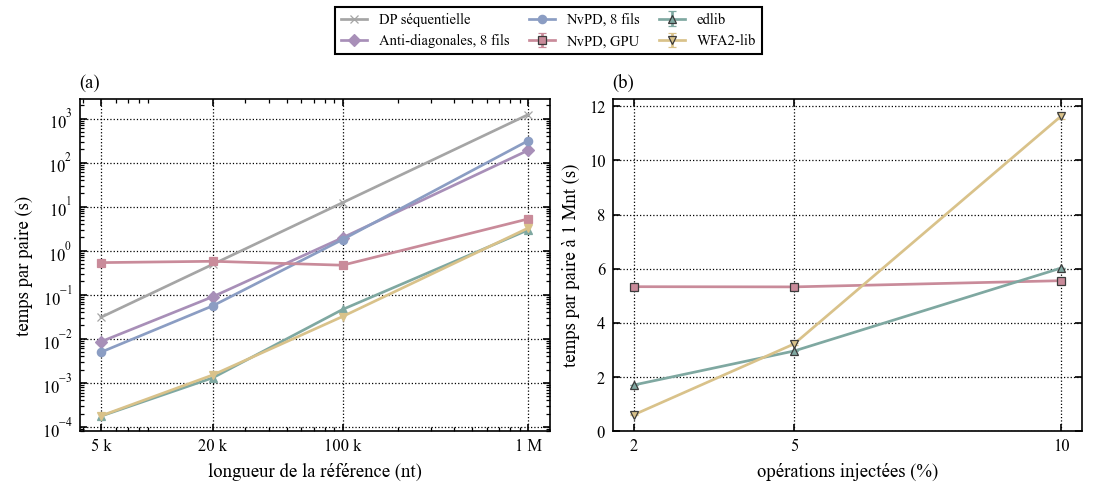 DP séquentielle NvPD, 8 fils edlib
Anti-diagonales, 8 fils NvPD, GPU WFA2-lib
(a)
10³
10²
10¹
10⁰
10⁻¹
10⁻²
10⁻³
10⁻⁴
temps par paire (s)
5 k 20 k 100 k 1 M
longueur de la référence (nt)
(b)
12
10
8
6
4
2
0
temps par paire à 1 Mnt (s)
2 5 10
opérations injectées (%)